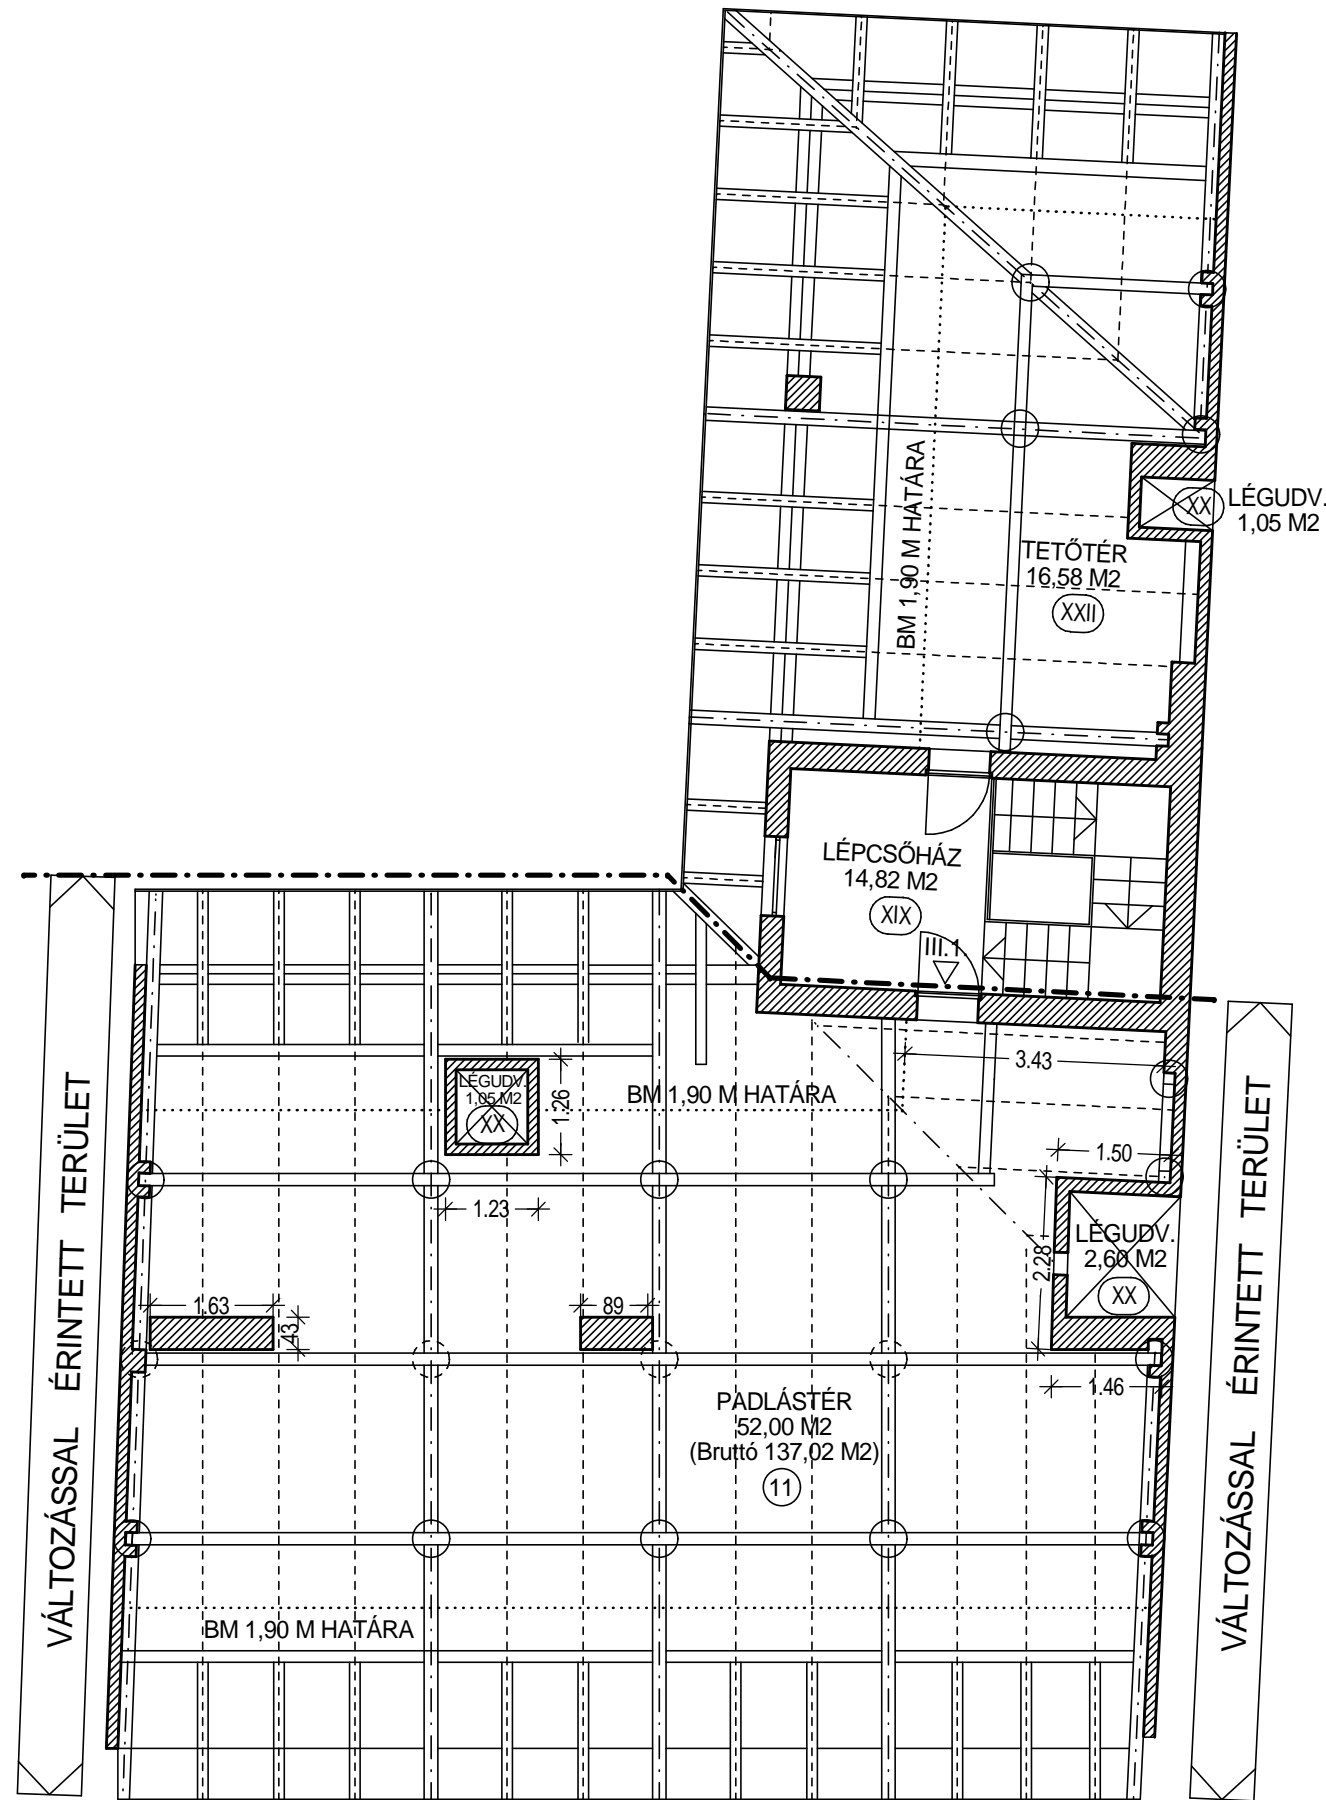 BM 1,90 M HATÁRA
LÉGUDV.
1,05 M2
XX
TETŐTÉR
16,58 M2
XXII
LÉPCSŐHÁZ
14,82 M2
XIX
III.1.
3.43
LÉGUDV.
1,05 M2
XX
1.26
BM 1,90 M HATÁRA
1.50
1.23
LÉGUDV.
2,60 M2
XX
2.28
1.63
43
89
1.46
PADLÁSTÉR
52,00 M2
(Bruttó 137,02 M2)
11
BM 1,90 M HATÁRA
VÁLTOZÁSSAL ÉRINTETT TERÜLET
VÁLTOZÁSSAL ÉRINTETT TERÜLET